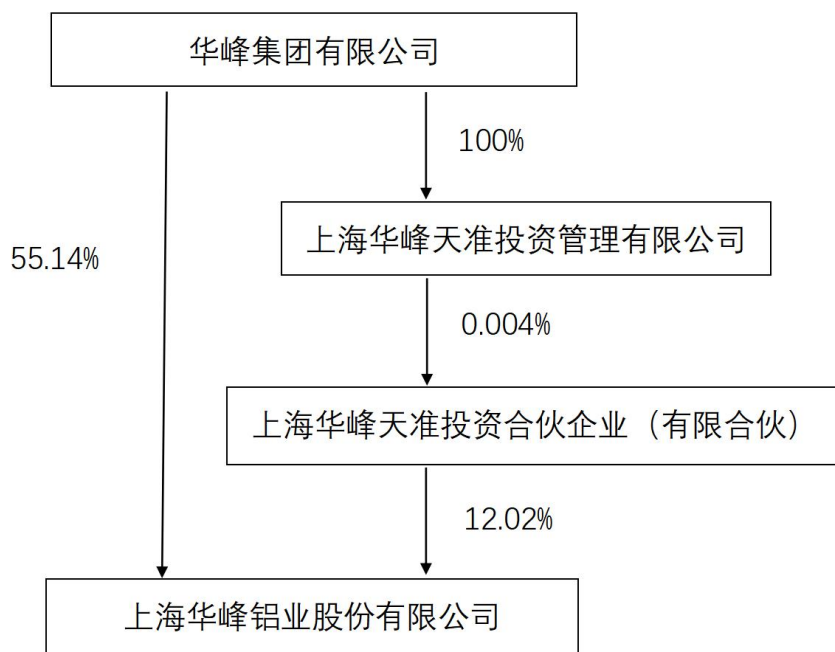 华峰集团有限公司
100%
上海华峰天准投资管理有限公司
55.14%
0.004%
上海华峰天准投资合伙企业（有限合伙）
12.02%
上海华峰铝业股份有限公司